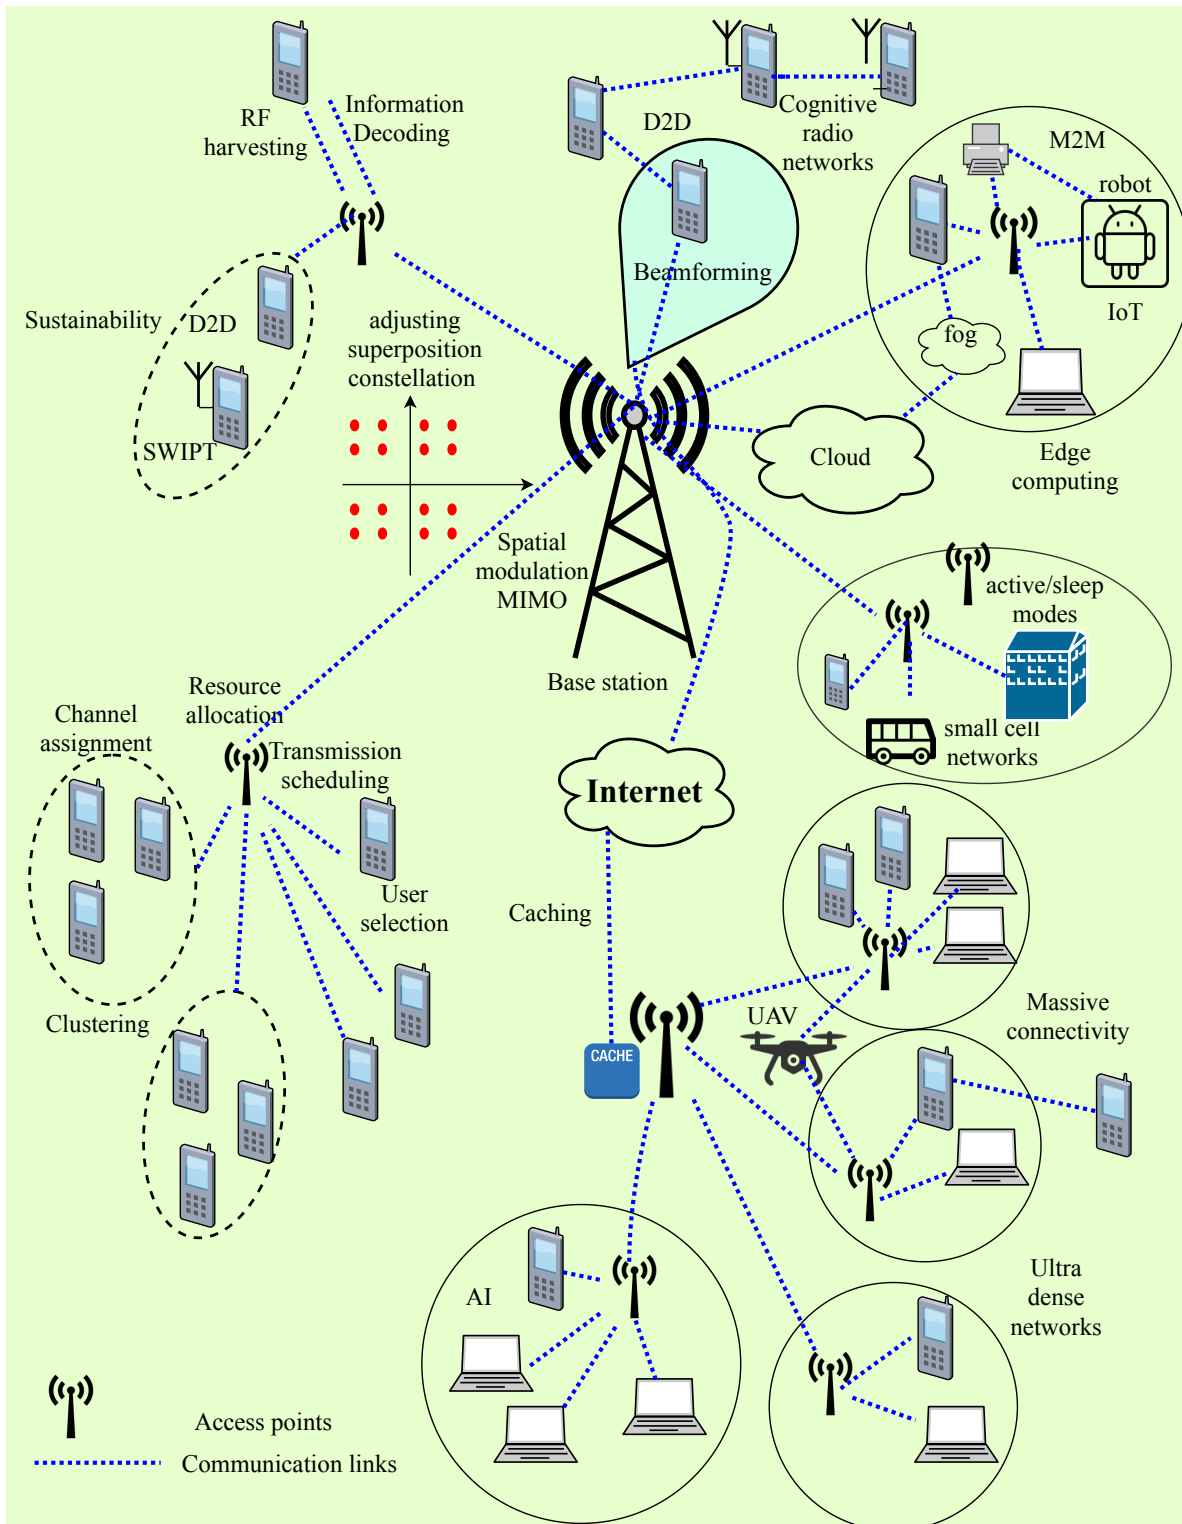 RF
harvesting
Information
Decoding
D2D
Cognitive
radio
networks
M2M
robot
IoT
fog
Edge
computing
Beamforming
Sustainability
D2D
SWIPT
adjusting
superposition
constellation
Cloud
Spatial
modulation
MIMO
Base station
active/sleep
modes
small cell
networks
Resource
allocation
Channel
assignment
Transmission
scheduling
User
selection
Clustering
Internet
Caching
CACHE
UAV
Massive
connectivity
AI
Ultra
dense
networks
Access points
Communication links